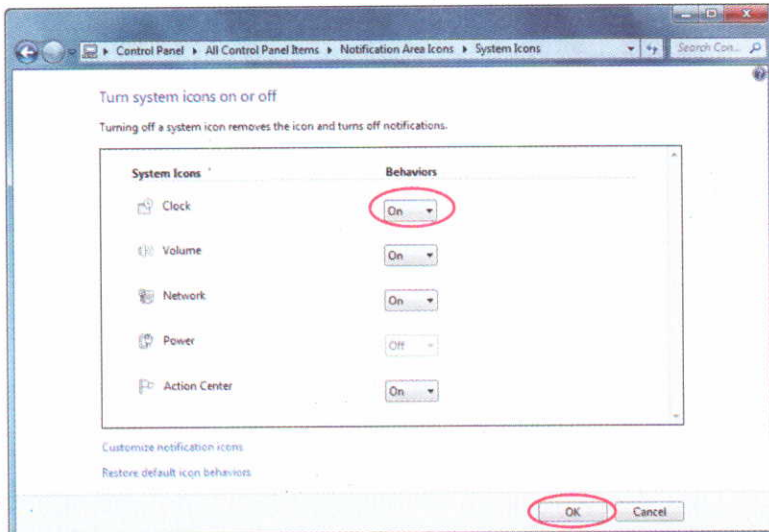 Control Panel ▸ All Control Panel Items ▸ Notification Area Icons ▸ System Icons
Search Con...
Turn system icons on or off
Turning off a system icon removes the icon and turns off notifications.
System Icons Behaviors
Clock On
Volume On
Network On
Power Off
Action Center On
Customize notification icons
Restore default icon behaviors
OK Cancel